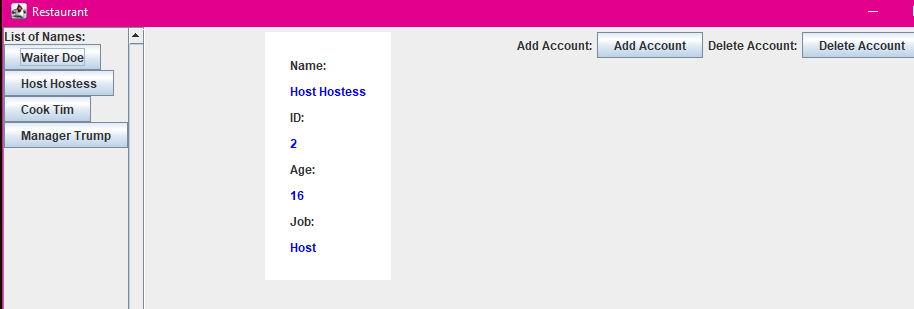 Restaurant
List of Names:
Waiter Doe
Host Hostess
Cook Tim
Manager Trump
Name:
Host Hostess
ID:
2
Age:
16
Job:
Host
Add Account: Add Account Delete Account: Delete Account